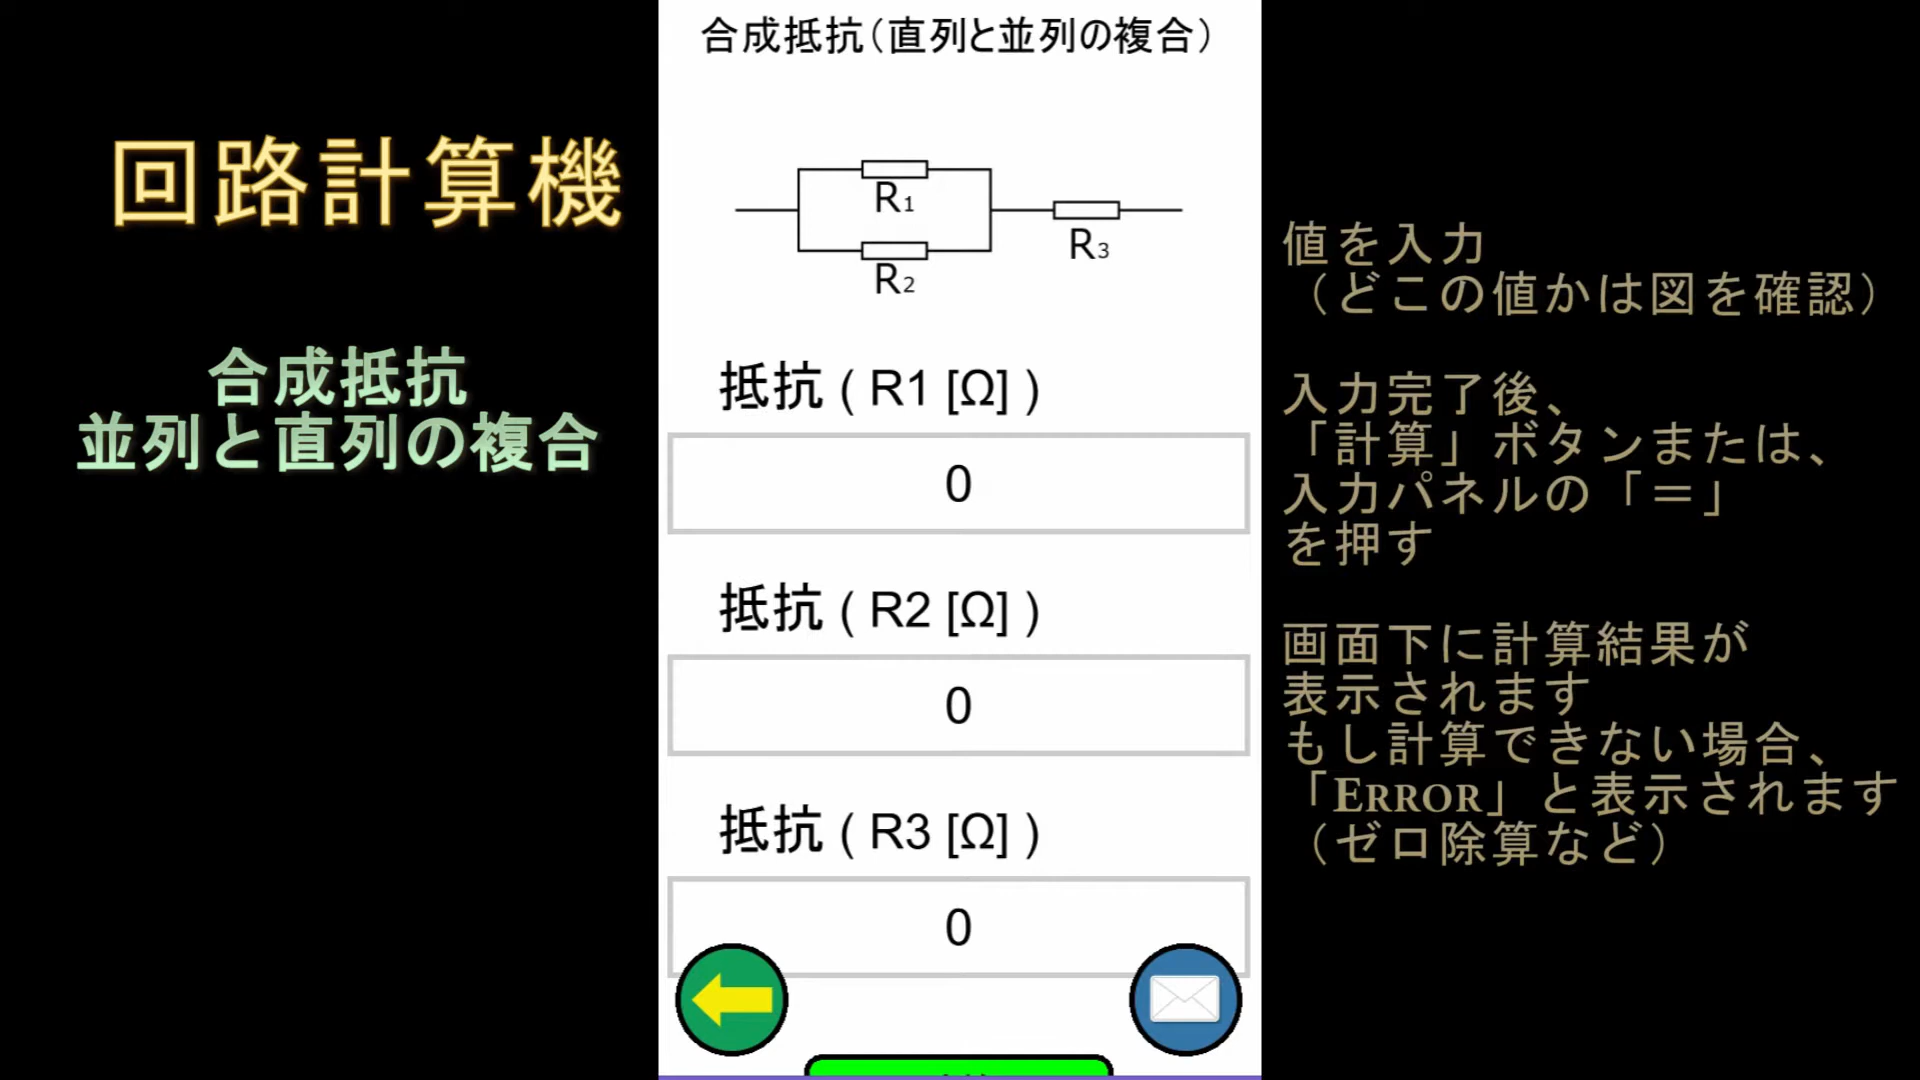 回路計算機
合成抵抗
並列と直列の複合
合成抵抗（直列と並列の複合）
R1
R2
R3
抵抗 ( R1 [Ω] )
0
抵抗 ( R2 [Ω] )
0
抵抗 ( R3 [Ω] )
0
値を入力
（どこの値かは図を確認）
入力完了後、
「計算」ボタンまたは、
入力パネルの「＝」
を押す
画面下に計算結果が
表示されます
もし計算できない場合、
「ERROR」と表示されます
（ゼロ除算など）